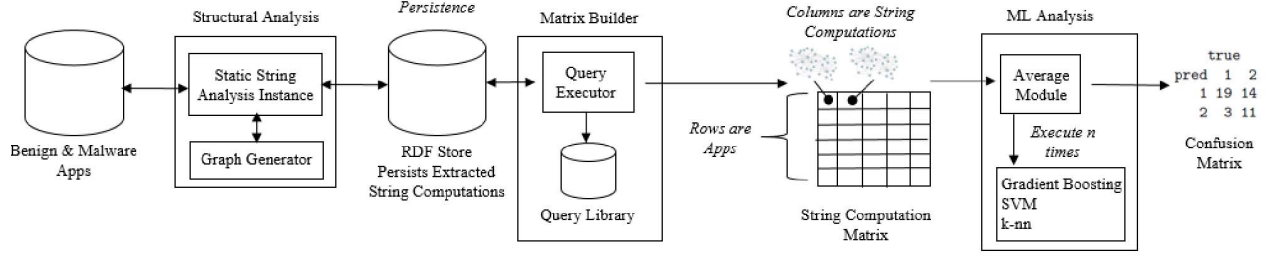 Structural Analysis
Persistence
Matrix Builder
Columns are String
Computations
ML Analysis
Static String
Analysis Instance
Graph Generator
Benign & Malware
Apps
RDF Store
Persists Extracted
String Computations
Query
Executor
Query Library
Rows are
Apps
String Computation
Matrix
Average
Module
Execute n
times
Gradient Boosting
SVM
k-nn
true
pred 1 2
1 19 14
2 3 11
Confusion
Matrix